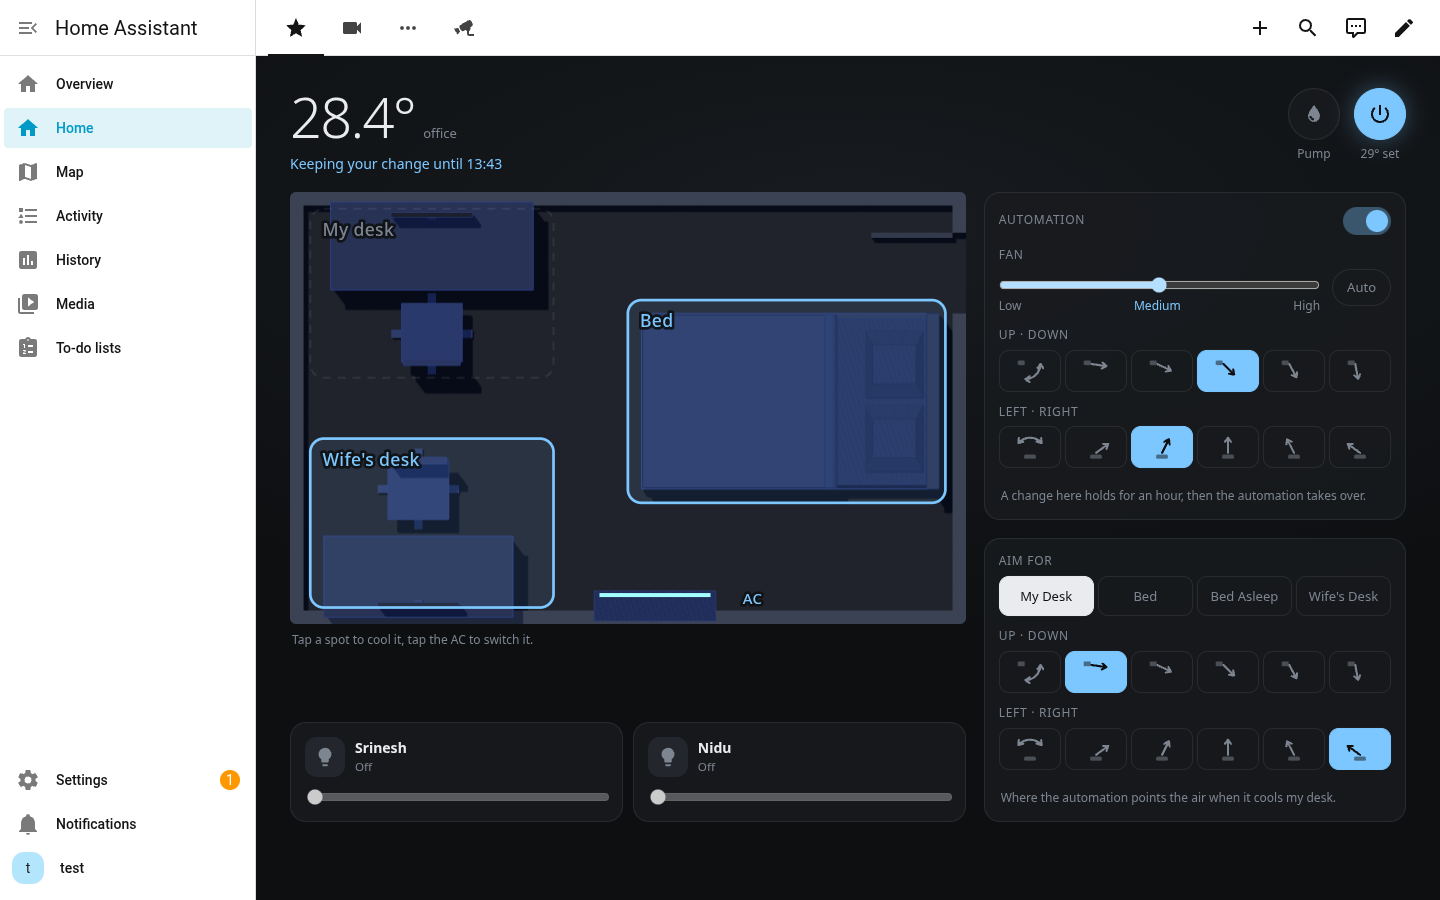 Home Assistant
Overview
Home
Map
Activity
History
Media
To-do lists
Settings
1
Notifications
t
test
28.4° office
Keeping your change until 13:43
Pump
29° set
My desk
Bed
Wife's desk
AC
Tap a spot to cool it, tap the AC to switch it.
Srinesh
Off
Nidu
Off
AUTOMATION
FAN
Auto
Low Medium High
UP · DOWN
LEFT · RIGHT
A change here holds for an hour, then the automation takes over.
AIM FOR
My Desk Bed Bed Asleep Wife's Desk
UP · DOWN
LEFT · RIGHT
Where the automation points the air when it cools my desk.